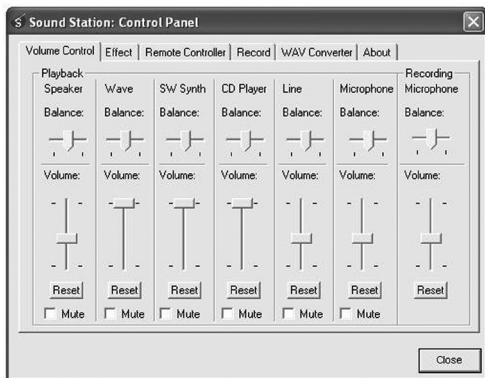 Sound Station: Control Panel
Volume Control Effect Remote Controller Record WAV Converter About
Playback Recording
Speaker Wave SW Synth CD Player Line Microphone Microphone
Balance: Balance: Balance: Balance: Balance: Balance: Balance:
Volume: Volume: Volume: Volume: Volume: Volume: Volume:
Reset Reset Reset Reset Reset Reset Reset
Mute Mute Mute Mute Mute Mute
Close